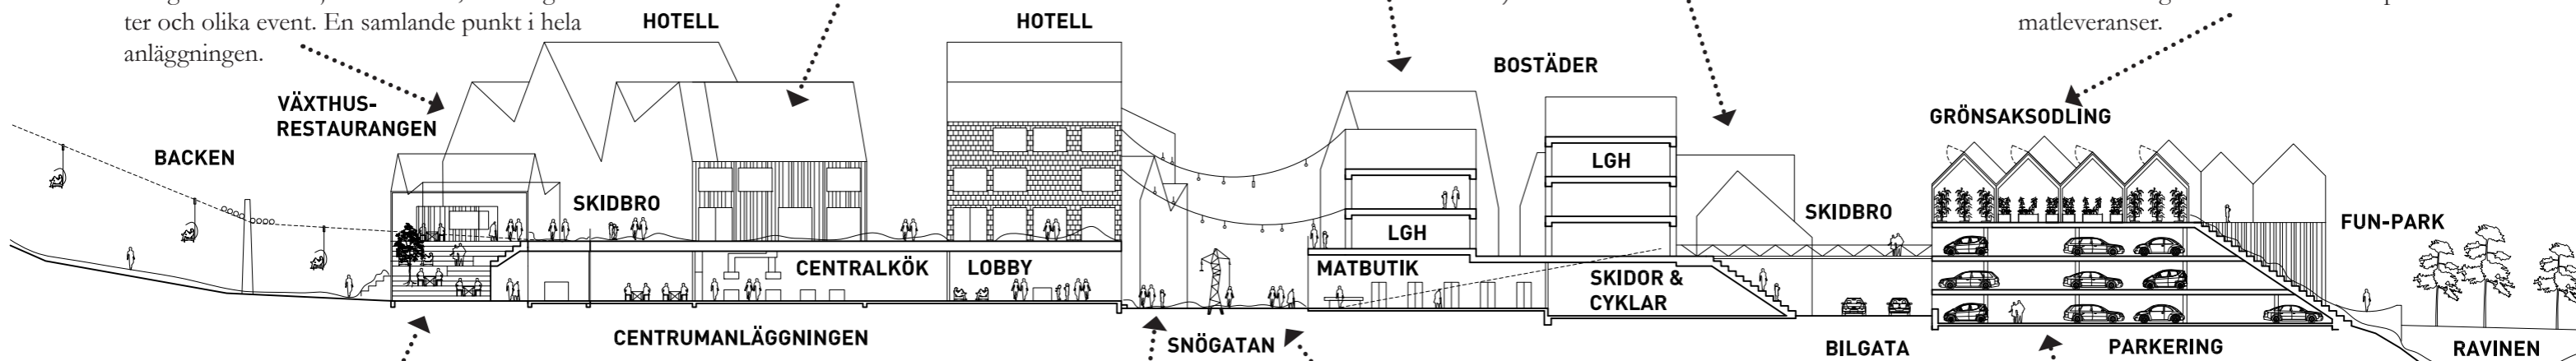 ter och olika event. En samlande punkt i hela
anläggningen.
HOTELL
HOTELL
matleveranser.
BOSTÄDER
VÄXTHUS-
RESTAURANGEN
GRÖNSAKSODLING
BACKEN
LGH
SKIDBRO
SKIDBRO
LGH
FUN-PARK
CENTRALKÖK
LOBBY
MATBUTIK
SKIDOR &
CYKLAR
CENTRUMANLÄGGNINGEN
SNÖGATAN
BILGATA
PARKERING
RAVINEN